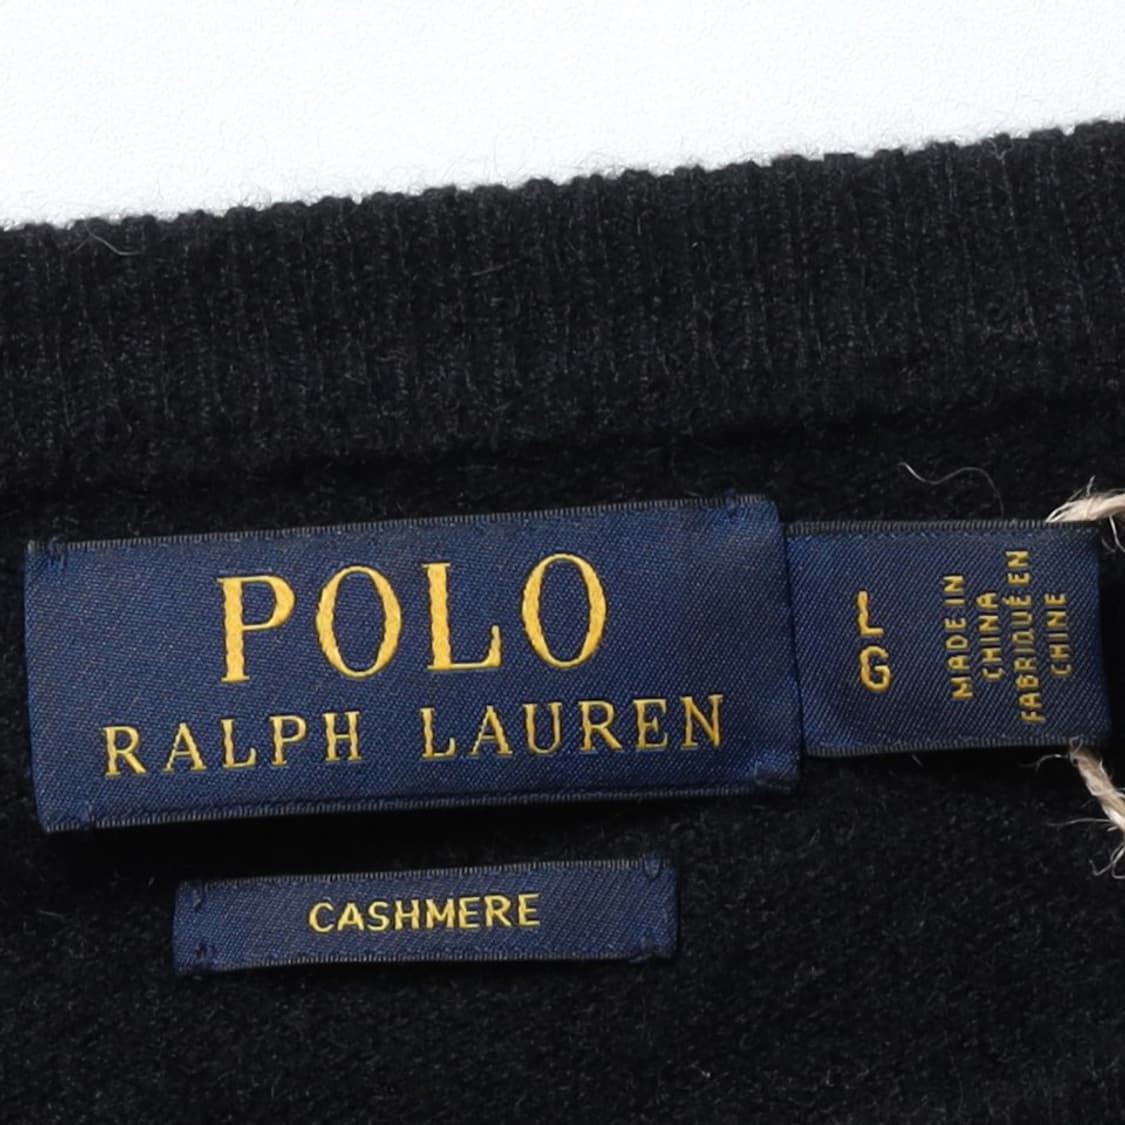 POLO
RALPH LAUREN
L
G
MADE IN
CHINA
FABRIQUÉ EN
CHINE
CASHMERE